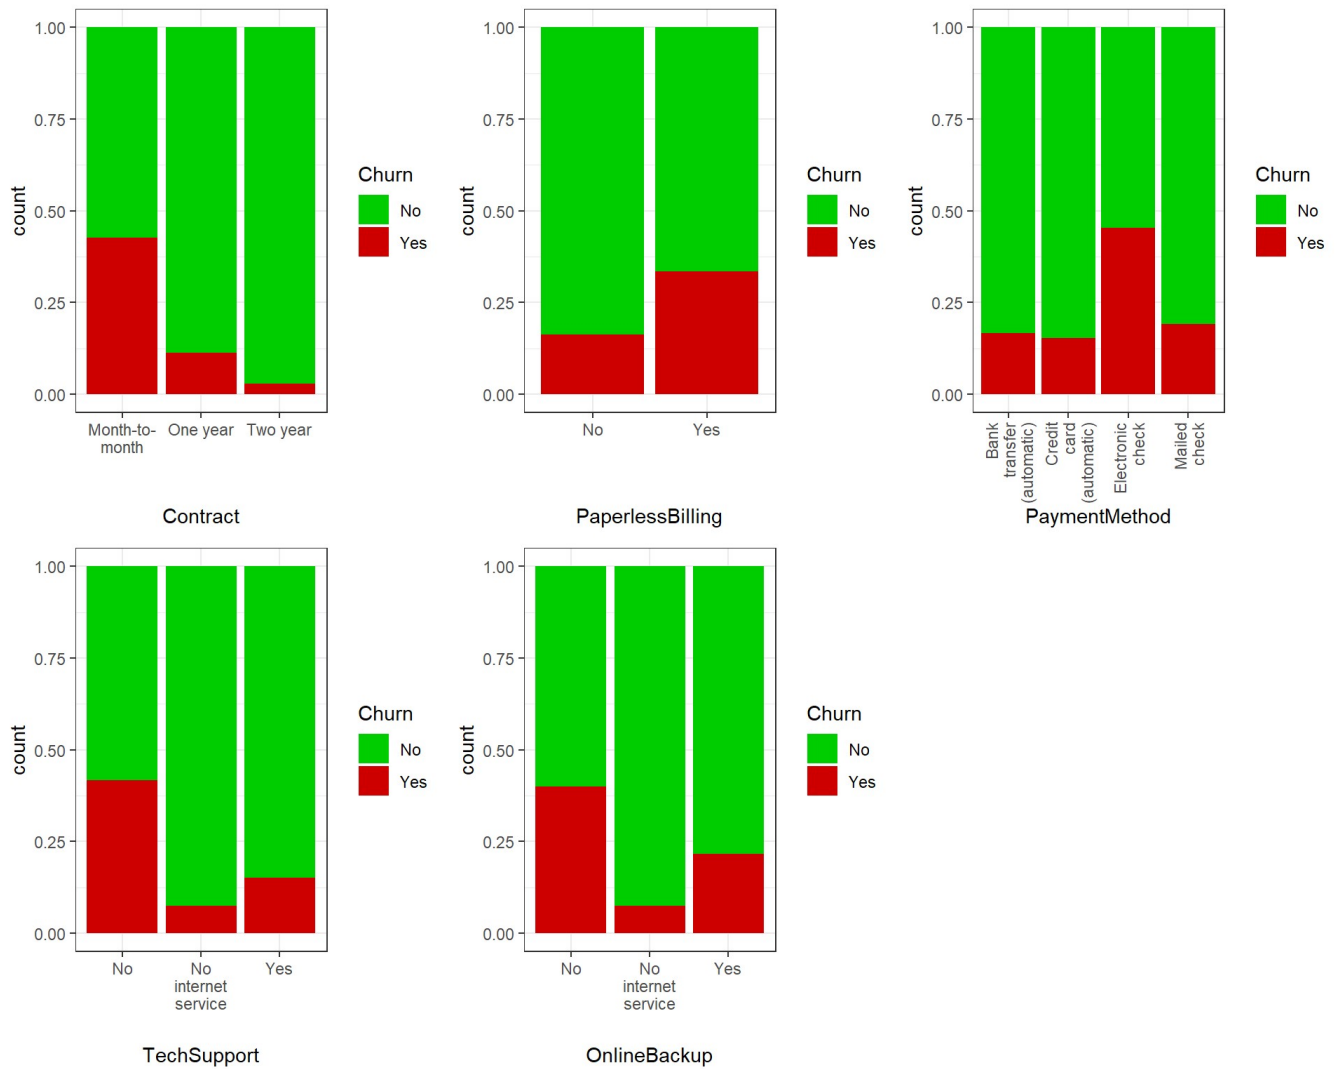 1.00
0.75
0.50
0.25
0.00
count
Month-to-
month
One year
Two year
Contract
Churn
No
Yes
1.00
0.75
0.50
0.25
0.00
count
No
Yes
PaperlessBilling
Churn
No
Yes
1.00
0.75
0.50
0.25
0.00
count
Bank
transfer
(automatic)
Credit
card
(automatic)
Electronic
check
Mailed
check
PaymentMethod
Churn
No
Yes
1.00
0.75
0.50
0.25
0.00
count
No
No
internet
service
Yes
TechSupport
Churn
No
Yes
1.00
0.75
0.50
0.25
0.00
count
No
No
internet
service
Yes
OnlineBackup
Churn
No
Yes